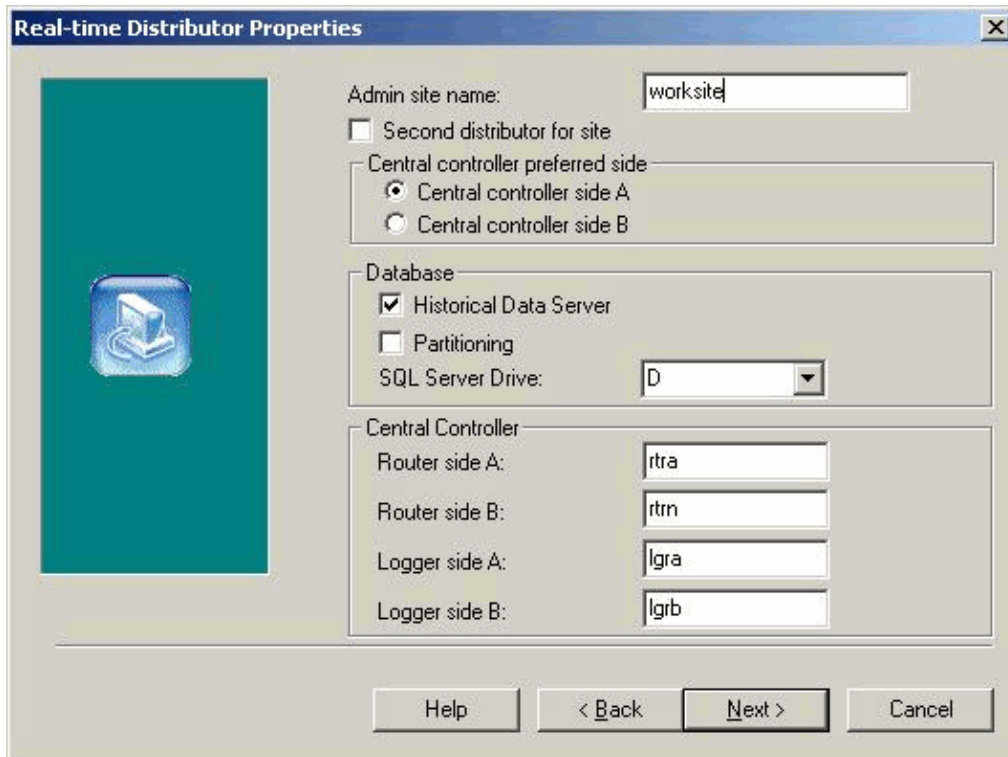 Real-time Distributor Properties
Admin site name: worksite
Second distributor for site
Central controller preferred side
Central controller side A
Central controller side B
Database
Historical Data Server
Partitioning
SQL Server Drive: D
Central Controller
Router side A: rtra
Router side B: rtrn
Logger side A: lgra
Logger side B: lgrb
Help < Back Next > Cancel